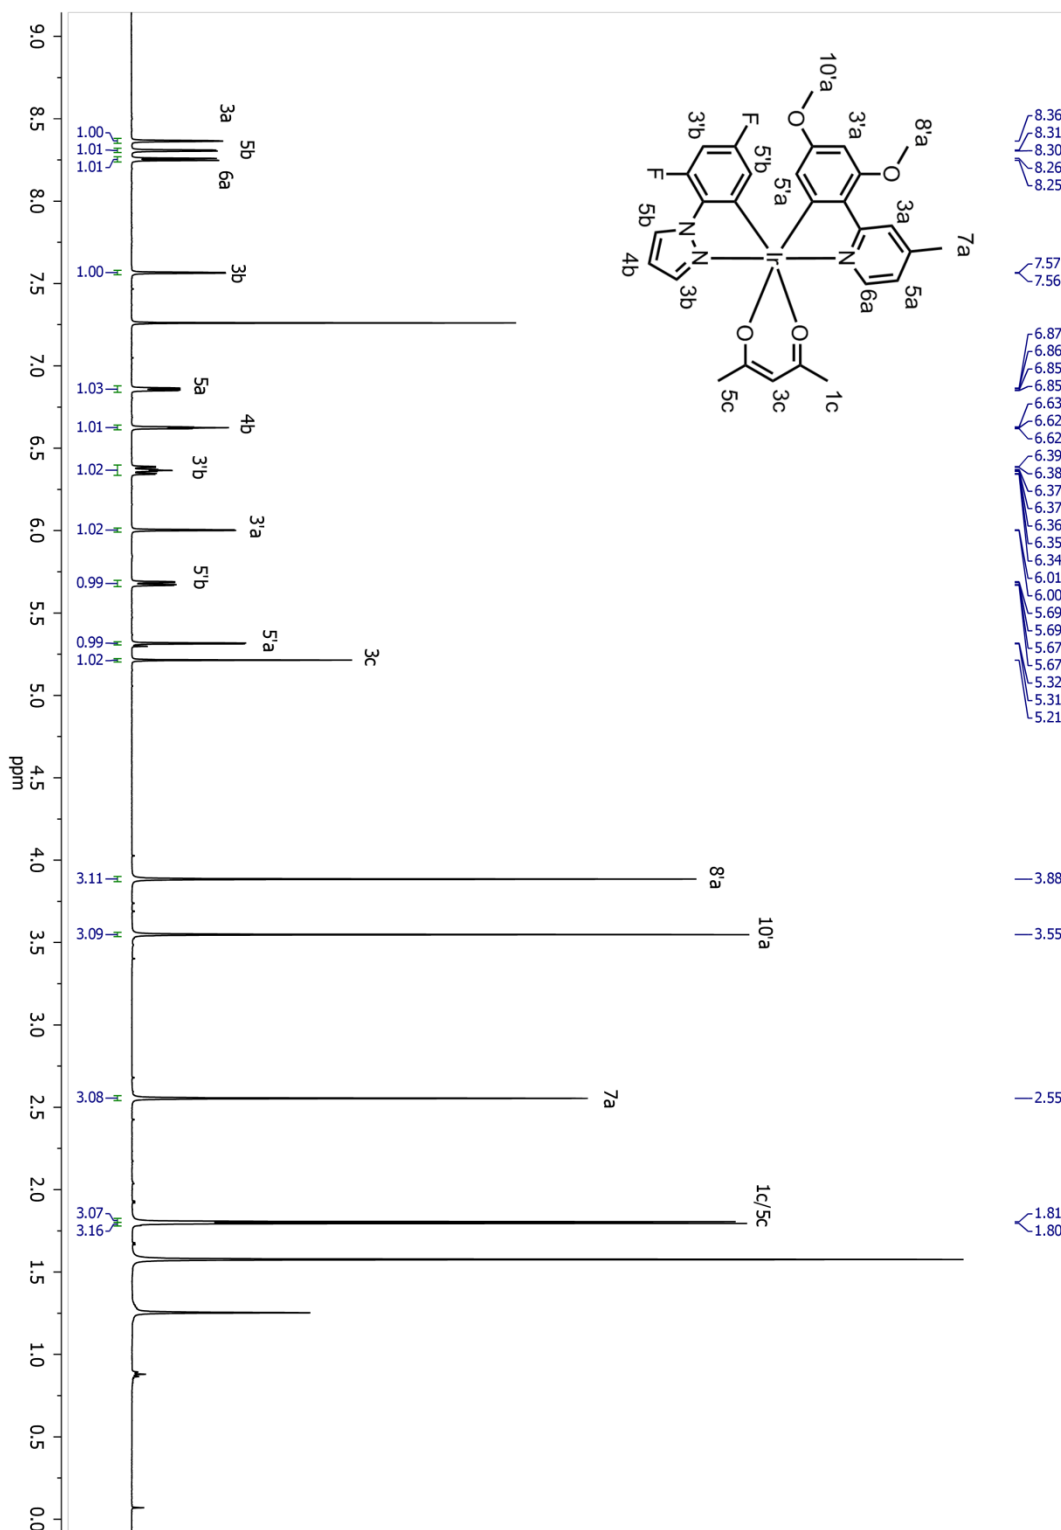 8.36
8.31
8.30
8.26
8.25
7.57
7.56
6.87
6.86
6.85
6.85
6.63
6.62
6.62
6.39
6.38
6.37
6.37
6.36
6.35
6.34
6.01
6.00
5.69
5.69
5.67
5.67
5.32
5.31
5.21
3.88
3.55
2.55
1.81
1.80
10'a
O
3'a
8'a
O
F
3'b
5'b
5'a
F
3a
7a
5b
N
N
Ir
N
4b
3b
6a
5a
O
O
5c
3c
1c
3a
5b
6a
3b
5a
4b
3'b
3'a
5'b
5'a
3c
8'a
10'a
7a
1c/5c
1.00
1.01
1.01
1.00
1.03
1.01
1.02
1.02
0.99
0.99
1.02
3.11
3.09
3.08
3.07
3.16
9.0
8.5
8.0
7.5
7.0
6.5
6.0
5.5
5.0
4.5
4.0
3.5
3.0
2.5
2.0
1.5
1.0
0.5
0.0
ppm